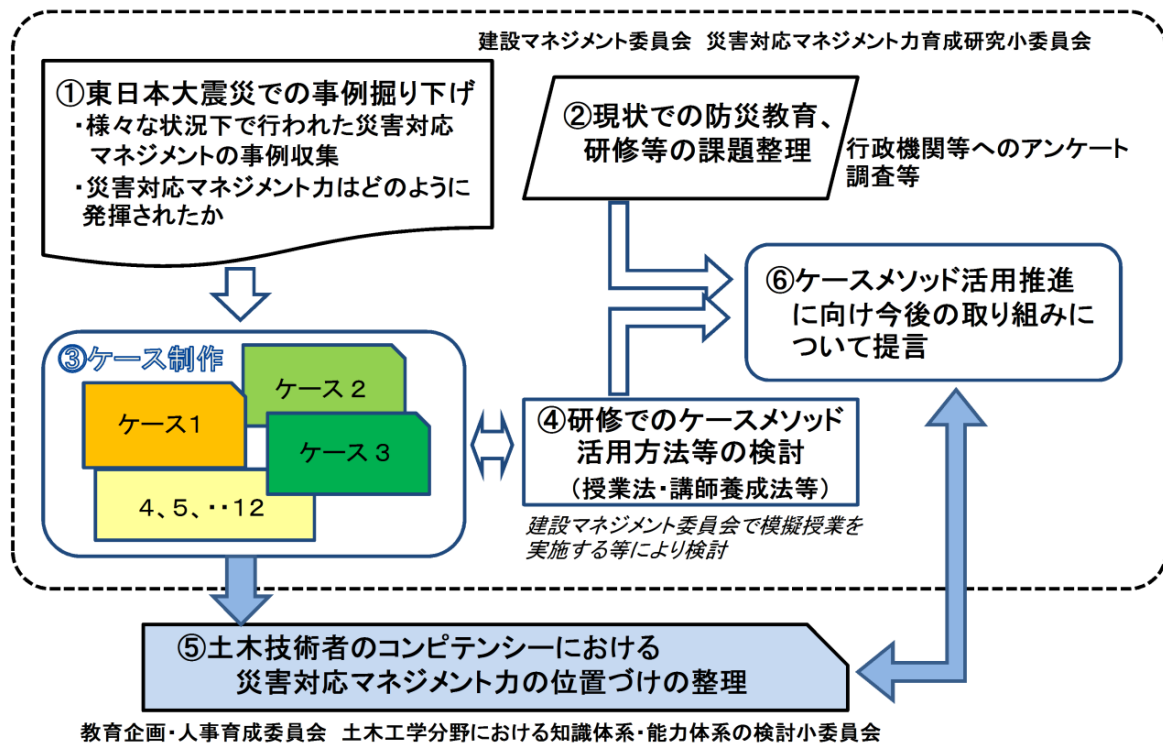 建設マネジメント委員会 災害対応マネジメント力育成研究小委員会
①東日本大震災での事例掘り下げ
・様々な状況下で行われた災害対応
マネジメントの事例収集
・災害対応マネジメント力はどのように
発揮されたか
②現状での防災教育、
研修等の課題整理
行政機関等へのアンケート
調査等
③ケース制作
ケース1
ケース2
ケース3
4、5、・・12
④研修でのケースメソッド
活用方法等の検討
（授業法・講師養成法等）
建設マネジメント委員会で模擬授業を
実施する等により検討
⑥ケースメソッド活用推進
に向け今後の取り組みに
ついて提言
⑤土木技術者のコンピテンシーにおける
災害対応マネジメント力の位置づけの整理
教育企画・人事育成委員会 土木工学分野における知識体系・能力体系の検討小委員会